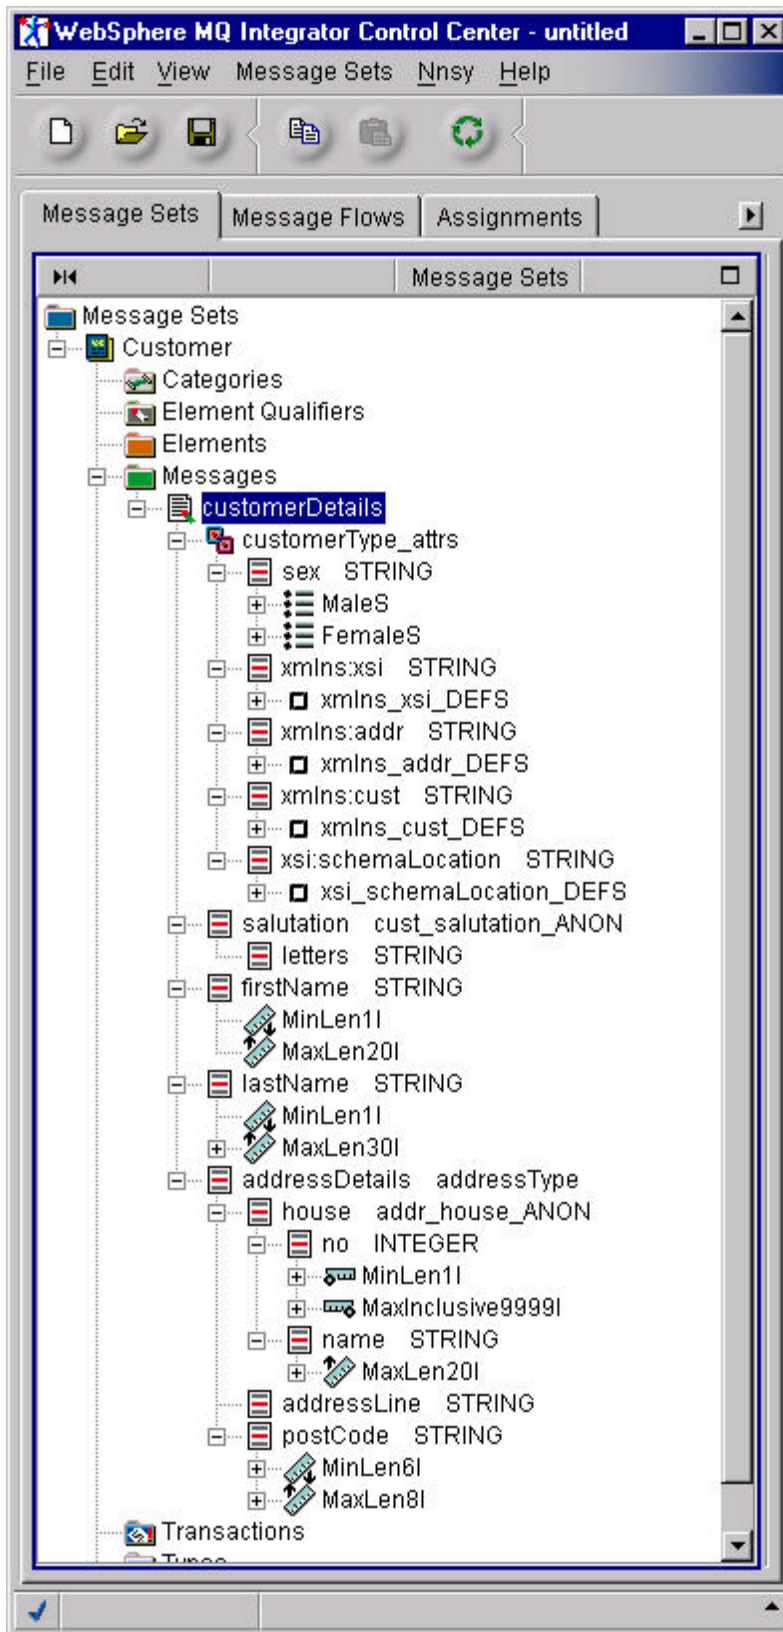 WebSphere MQ Integrator Control Center - untitled
File Edit View Message Sets Nnsy Help
Message Sets Message Flows Assignments
Message Sets
Message Sets
Customer
Categories
Element Qualifiers
Elements
Messages
customerDetails
customerType_attrs
sex STRING
MaleS
FemaleS
xmlns:xsi STRING
xmlns_xsi_DEFS
xmlns:addr STRING
xmlns_addr_DEFS
xmlns:cust STRING
xmlns_cust_DEFS
xsi:schemaLocation STRING
xsi_schemaLocation_DEFS
salutation cust_salutation_ANON
letters STRING
firstName STRING
MinLen1I
MaxLen20I
lastName STRING
MinLen1I
MaxLen30I
addressDetails addressType
house addr_house_ANON
no INTEGER
MinLen1I
MaxInclusive9999I
name STRING
MaxLen20I
addressLine STRING
postCode STRING
MinLen6I
MaxLen8I
Transactions
Types